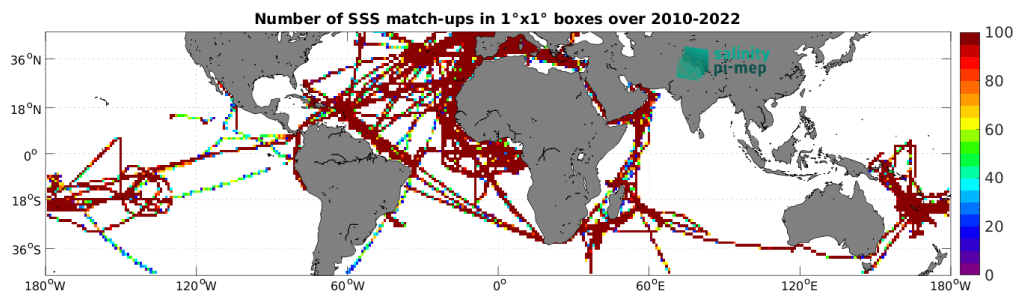 Number of SSS match-ups in 1°x1° boxes over 2010-2022
salinity
pi-mep
36°N
18°N
0°
18°S
36°S
180°W 120°W 60°W 0° 60°E 120°E 180°W
100
80
60
40
20
0